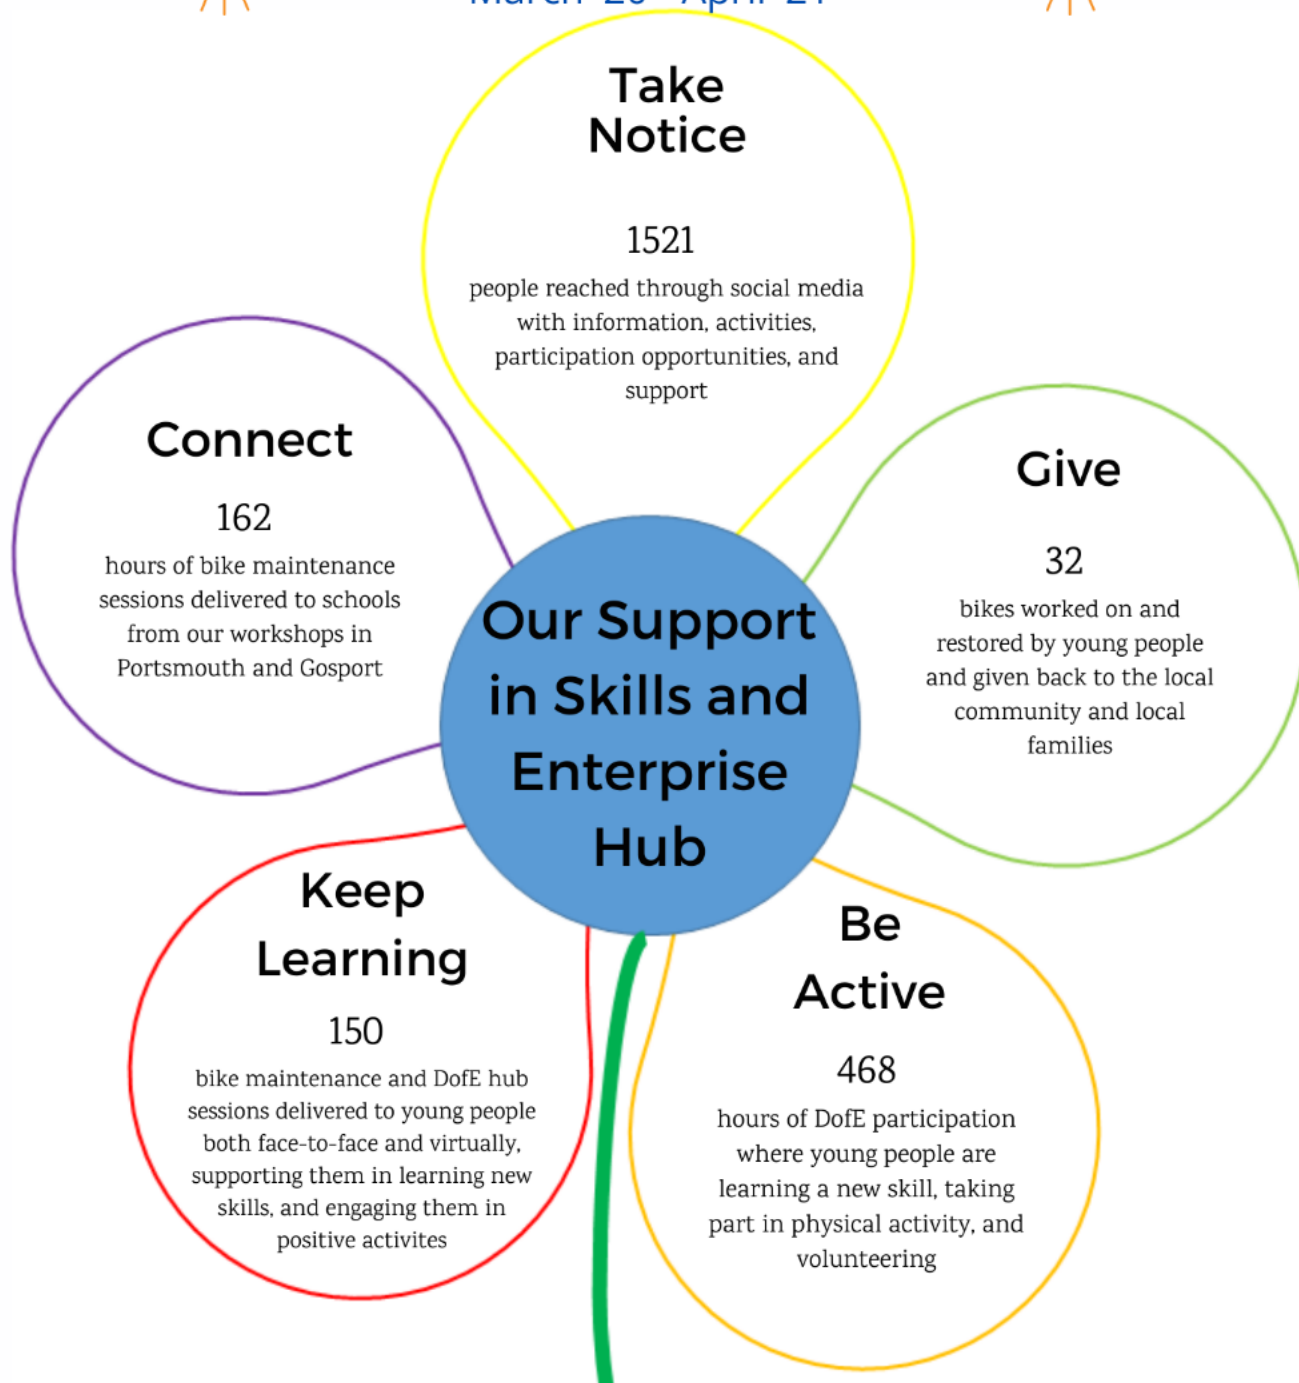 March '20 - April '21
Take
Notice
1521
people reached through social media
with information, activities,
participation opportunities, and
support
Connect
162
hours of bike maintenance
sessions delivered to schools
from our workshops in
Portsmouth and Gosport
Give
32
bikes worked on and
restored by young people
and given back to the local
community and local
families
Our Support
in Skills and
Enterprise
Hub
Keep
Learning
150
bike maintenance and DofE hub
sessions delivered to young people
both face-to-face and virtually,
supporting them in learning new
skills, and engaging them in
positive activites
Be
Active
468
hours of DofE participation
where young people are
learning a new skill, taking
part in physical activity, and
volunteering